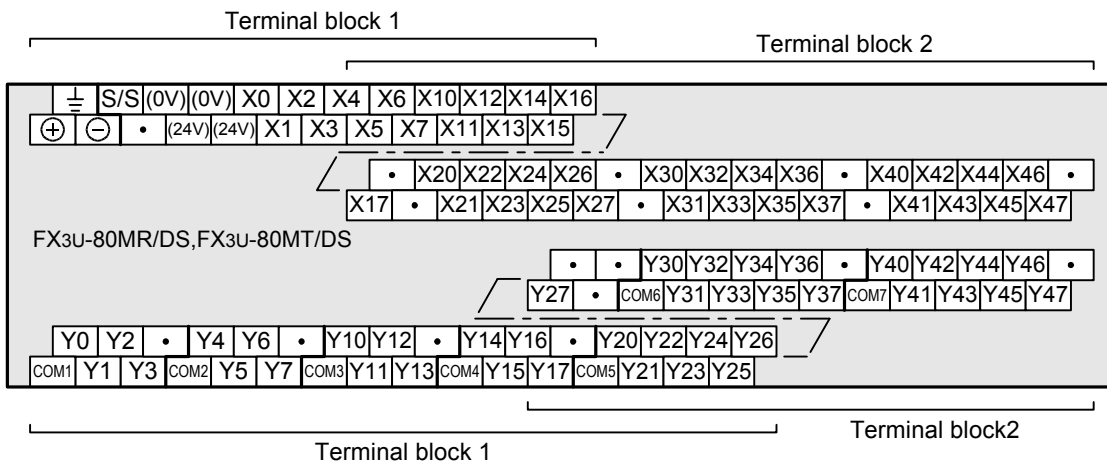 Terminal block 1
Terminal block 2
S/S (0V) (0V) X0 X2 X4 X6 X10 X12 X14 X16
⊕ ⊖ • (24V) (24V) X1 X3 X5 X7 X11 X13 X15
• X20 X22 X24 X26 • X30 X32 X34 X36 • X40 X42 X44 X46 •
X17 • X21 X23 X25 X27 • X31 X33 X35 X37 • X41 X43 X45 X47
FX3U-80MR/DS,FX3U-80MT/DS
• • Y30 Y32 Y34 Y36 • Y40 Y42 Y44 Y46 •
Y27 • COM6 Y31 Y33 Y35 Y37 COM7 Y41 Y43 Y45 Y47
Y0 Y2 • Y4 Y6 • Y10 Y12 • Y14 Y16 • Y20 Y22 Y24 Y26
COM1 Y1 Y3 COM2 Y5 Y7 COM3 Y11 Y13 COM4 Y15 Y17 COM5 Y21 Y23 Y25
Terminal block2
Terminal block 1